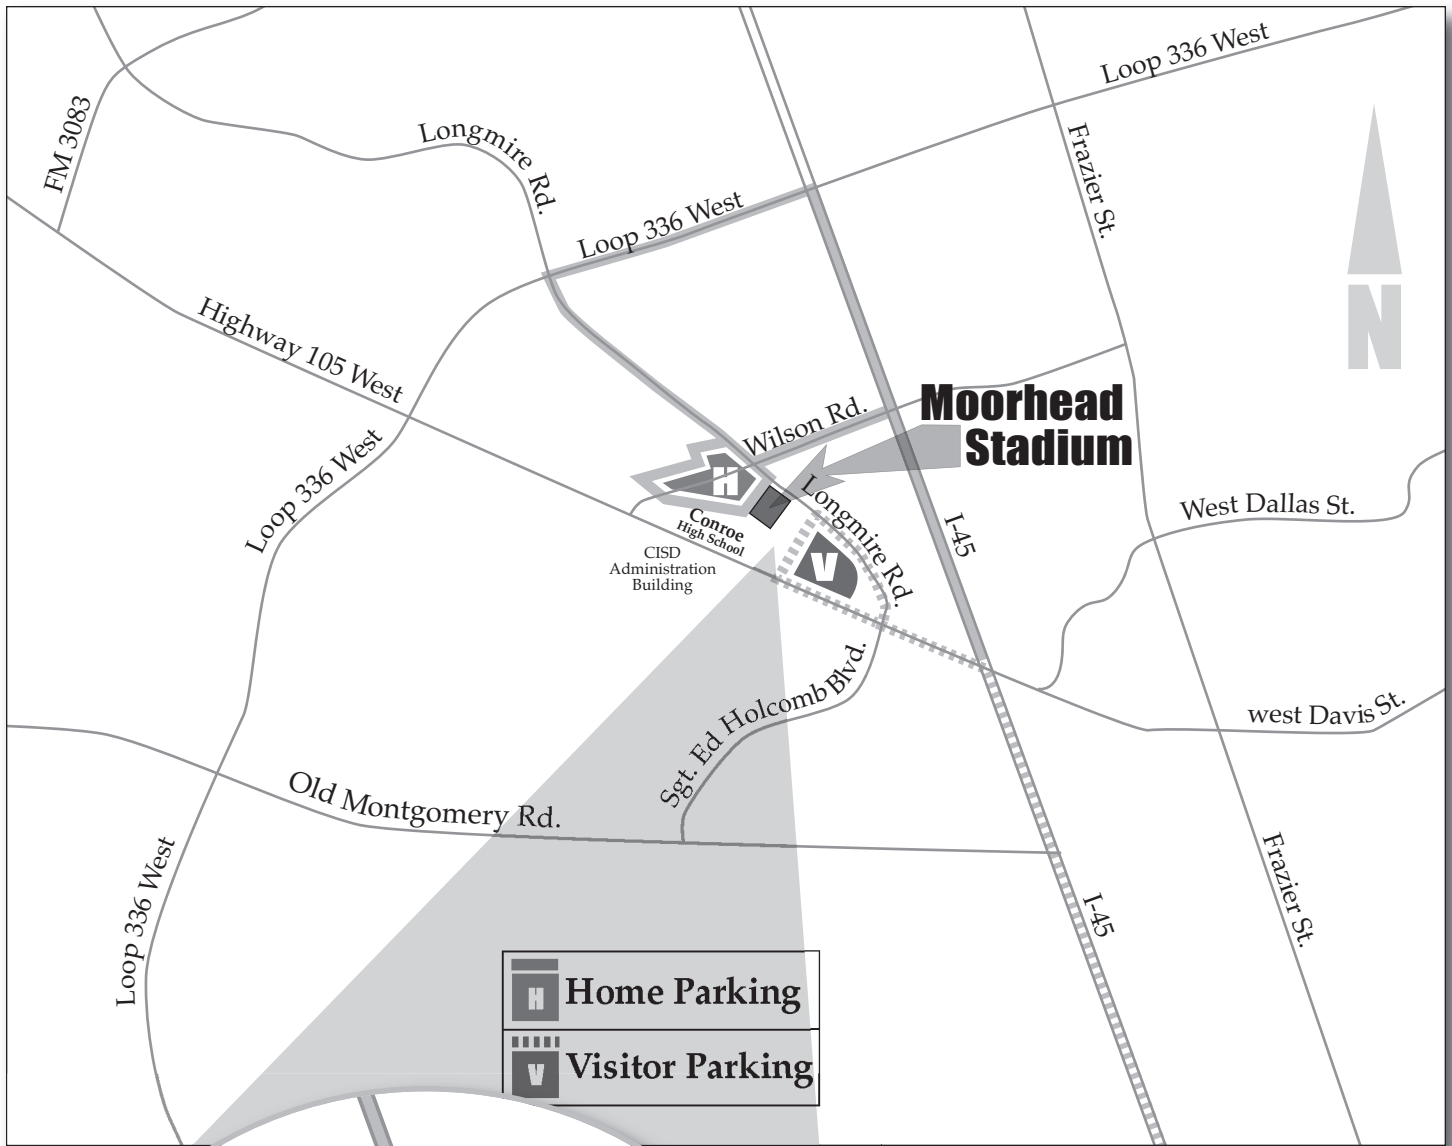 Loop 336 West
FM 3083
Longmire Rd.
Frazier St.
Loop 336 West
N
Highway 105 West
Moorhead
Stadium
Wilson Rd.
H
Loop 336 West
Longmire Rd.
Conroe
High School
West Dallas St.
I-45
CISD
Administration
Building
V
Sgt. Ed Holcomb Blvd.
west Davis St.
Old Montgomery Rd.
Loop 336 West
Frazier St.
I-45
H Home Parking
V Visitor Parking